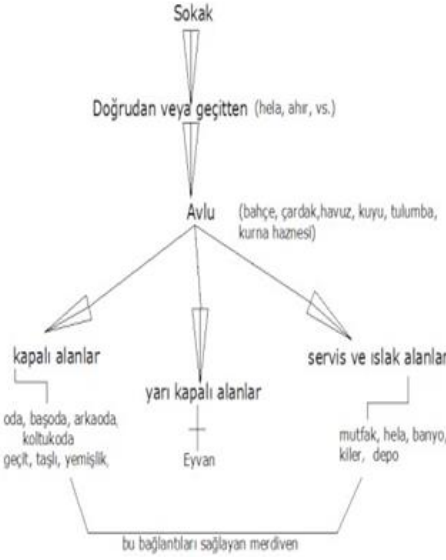 Sokak
Doğrudan veya geçitten (hela, ahır, vs.)
Avlu (bahçe, çardak,havuz, kuyu, tulumba,
kurna haznesi)
kapalı alanlar
yarı kapalı alanlar
servis ve ıslak alanlar
oda, başoda, arkaoda,
koltukoda
geçit, taşlı, yemişlik,
Eyvan
mutfak, hela, banyo,
kiler, depo
bu bağlantıları sağlayan merdiven